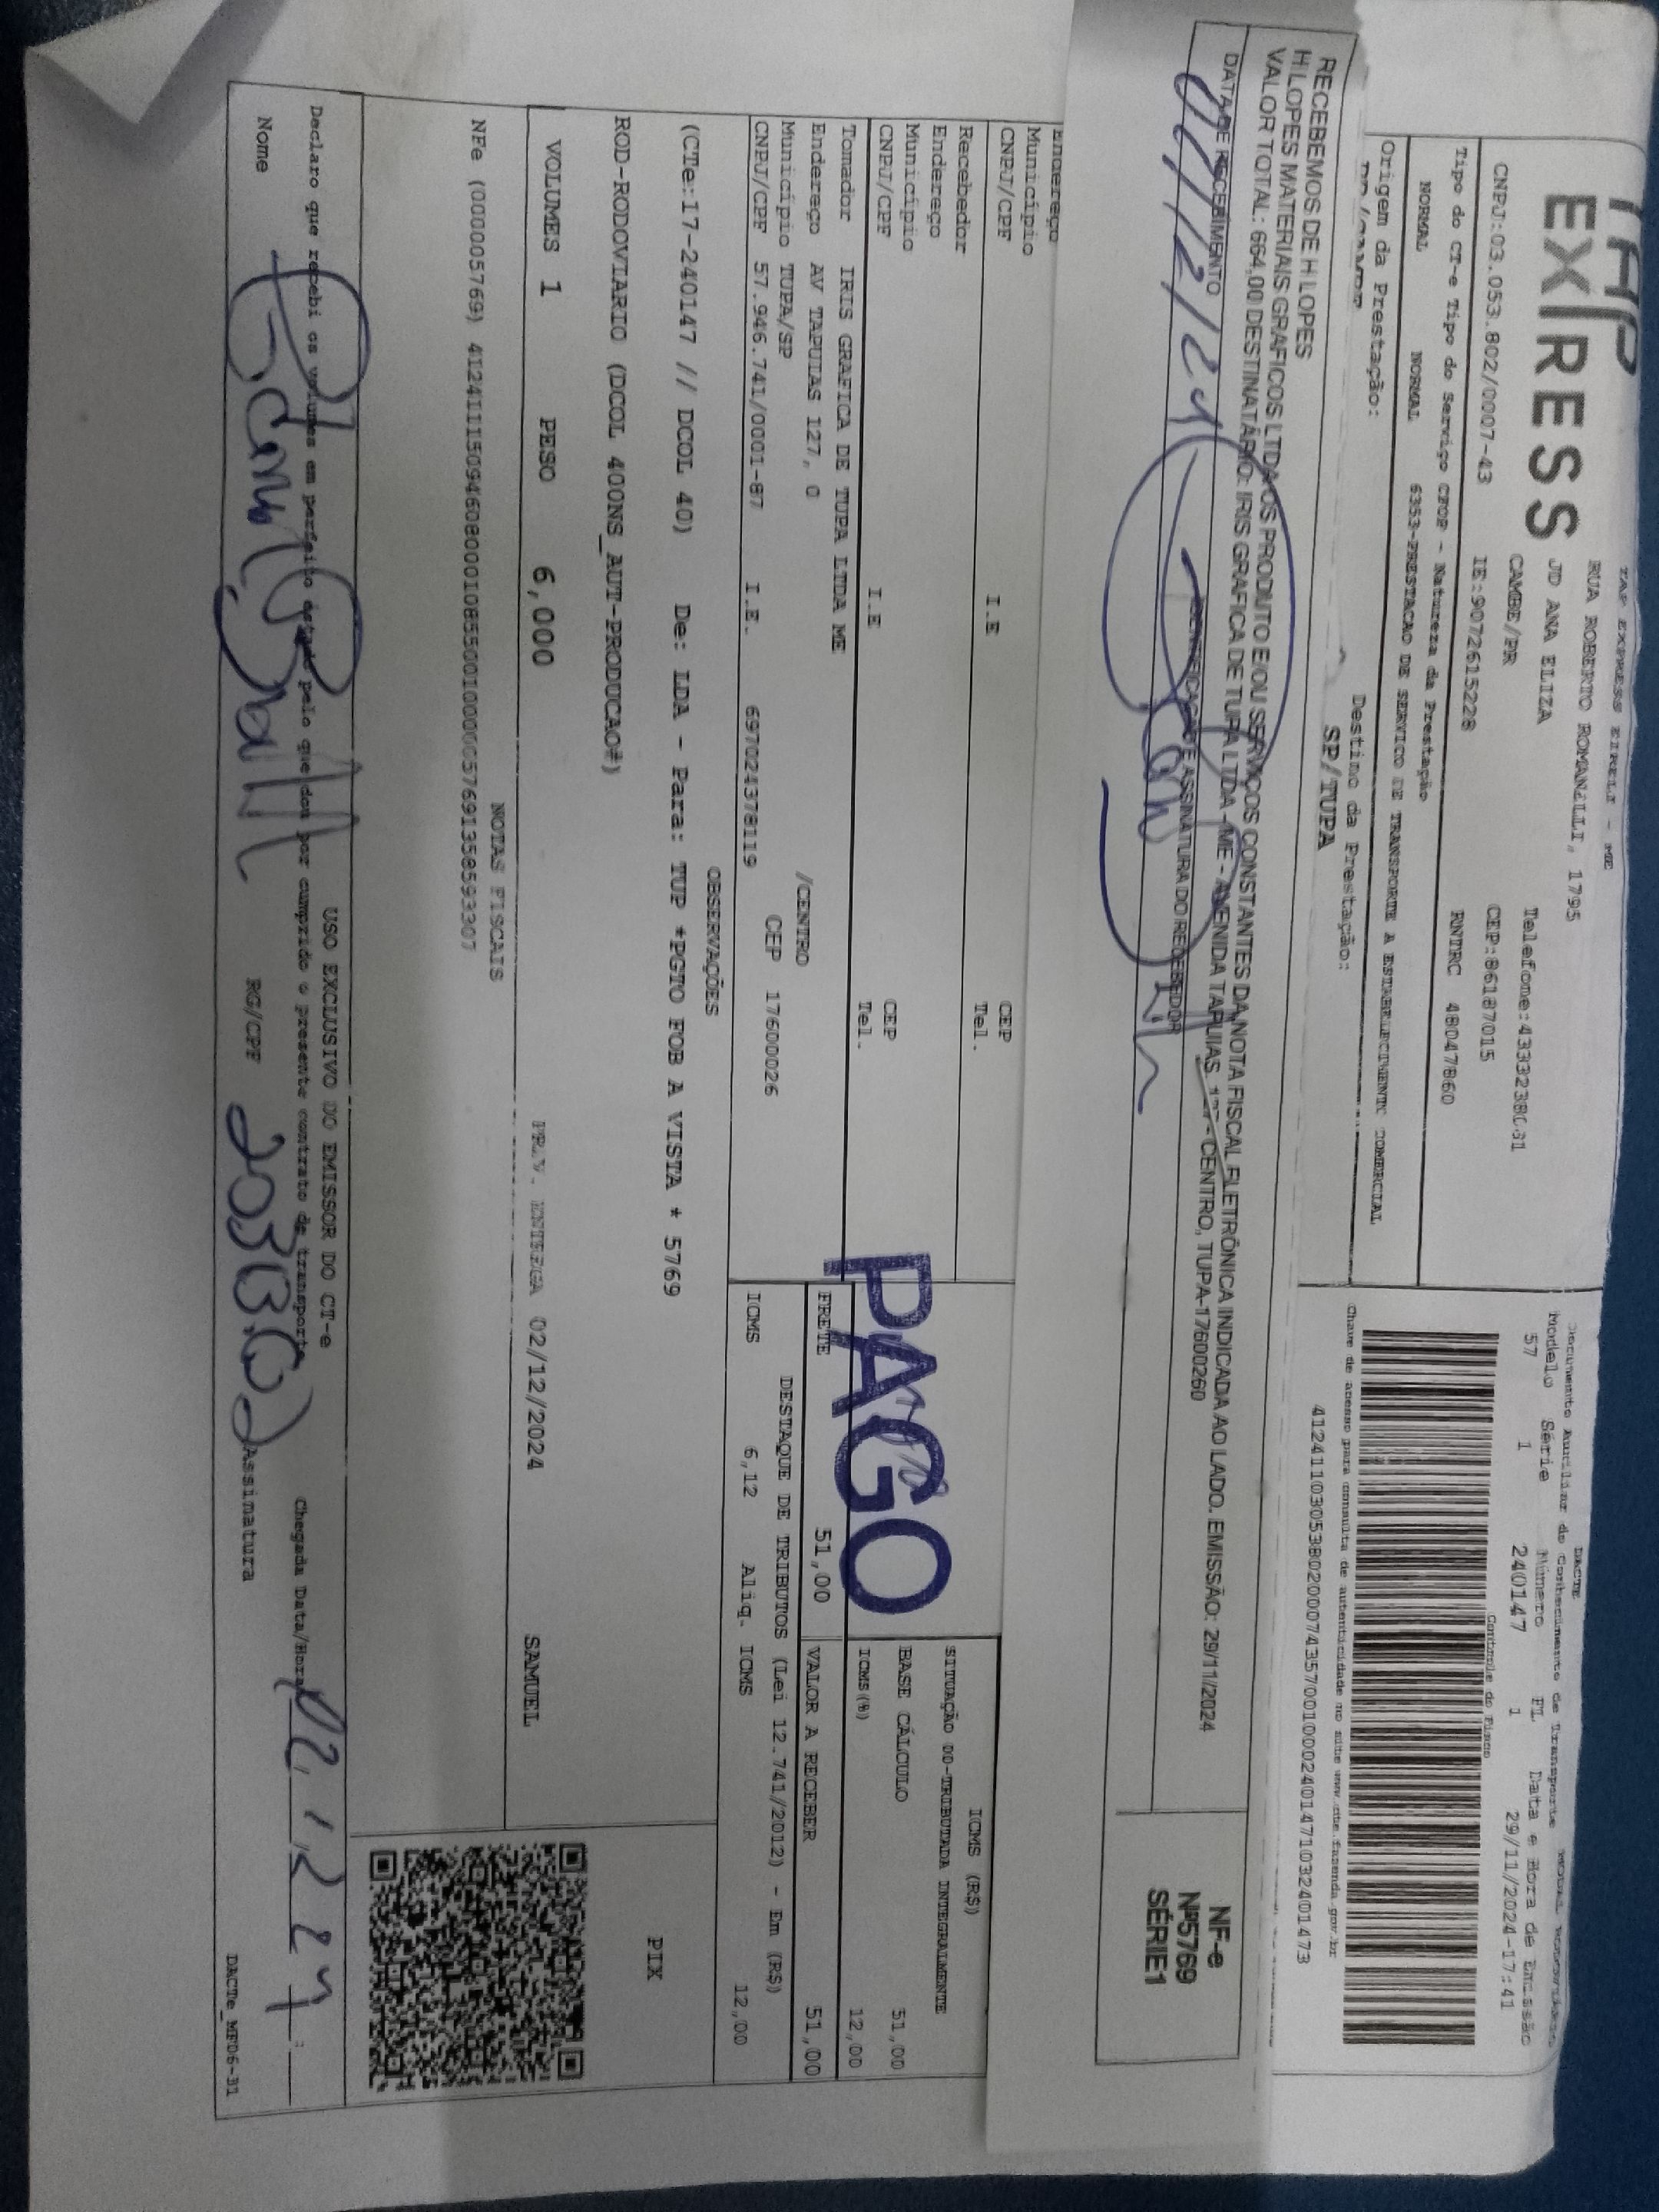 TAP EXPRESS EIRELI - ME
EXPRESS
RUA ROBERTO ROMANALLI, 1795
JD ANA ELIZA
CAMBE/PR
Telefone:
CNPJ:03.053.802/0007-43
IE:9072615228
CEP:86187015
RNTRC 48047860
Tipo do CT-e Tipo do Serviço CFOP - Natureza da Prestação
NORMAL NORMAL 6353-PRESTACAO DE SERVICO DE TRANSPORTE A ESTABELECIMENTO COMERCIAL
Origem da Prestação:
Destino da Prestação:
SP/TUPA
DACTE
Documento Auxiliar do Conhecimento de Transporte
Modelo Série Número FL Data e Hora de Emissão
57 1 240147 1 29/11/2024-17:41
Controle do Fisco
Chave de acesso para consulta de autenticidade no site www.cte.fazenda.gov.br
41241103053802000743570010002401471032401473
RECEBEMOS DE H LOPES
H LOPES MATERIAIS GRAFICOS LTDA OS PRODUTO E/OU SERVIÇOS CONSTANTES DA NOTA FISCAL ELETRÔNICA INDICADA AO LADO. EMISSÃO: 29/11/2024
VALOR TOTAL: 664,00 DESTINATÁRIO: IRIS GRAFICA DE TUPA LTDA - ME - AVENIDA TAPUIAS, 127 - CENTRO, TUPA-17600260
DATA DE RECEBIMENTO
IDENTIFICAÇÃO E ASSINATURA DO RECEBEDOR
NF-e
Nº5769
SÉRIE1
Endereço
Município
CNPJ/CPF I.E CEP
Recebedor Tel.
Endereço
Município
CNPJ/CPF I.E CEP
Tel.
Tomador IRIS GRAFICA DE TUPA LTDA ME
Endereço AV TAPUIAS 127, 0 /CENTRO
Município TUPA/SP CEP 17600026
CNPJ/CPF 57.946.741/0001-87 I.E. 697024378119
ICMS (R$)
SITUAÇÃO 00-TRIBUTADA INTEGRALMENTE
BASE CÁLCULO 51,00
ICMS(%) 12,00
PAGO
FRETE 51,00 VALOR A RECEBER 51,00
DESTAQUE DE TRIBUTOS (Lei 12.741/2012) - Em (R$)
ICMS 6,12 Aliq. ICMS 12,00
OBSERVAÇÕES
(CTe:17-240147 // DCOL 40) De: LDA - Para: TUP *PGTO FOB A VISTA * 5769
ROD-RODOVIARIO (DCOL 400NS_AUT-PRODUCAO#)
PIX
VOLUMES 1 PESO 6,000 PREV. ENTREGA 02/12/2024 SAMUEL
NOTAS FISCAIS
NFe (000005769)
USO EXCLUSIVO DO EMISSOR DO CT-e
Declaro que recebi os volumes em perfeito estado pelo que dou por cumprido o presente contrato de transporte
Chegada Data/Hora
Nome RG/CPF Assinatura